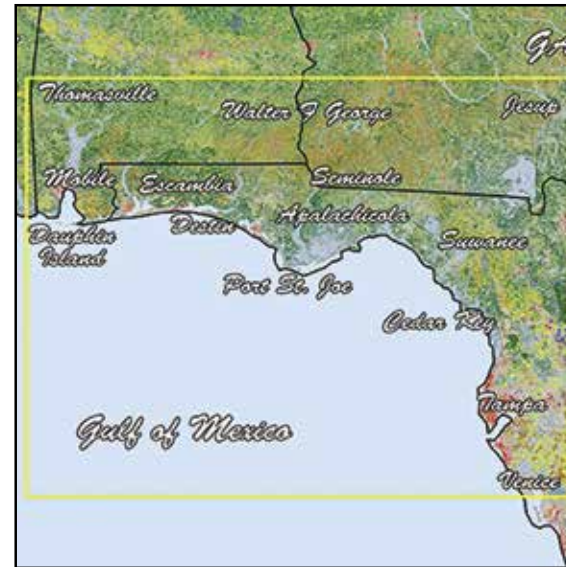 GA
Thomasville
Walter F George
Jesup
Mobile
Escambia
Seminole
Dauphin
Island
Destin
Apalachicola
Suwanee
Port St. Joe
Cedar Key
Tampa
Gulf of Mexico
Venice